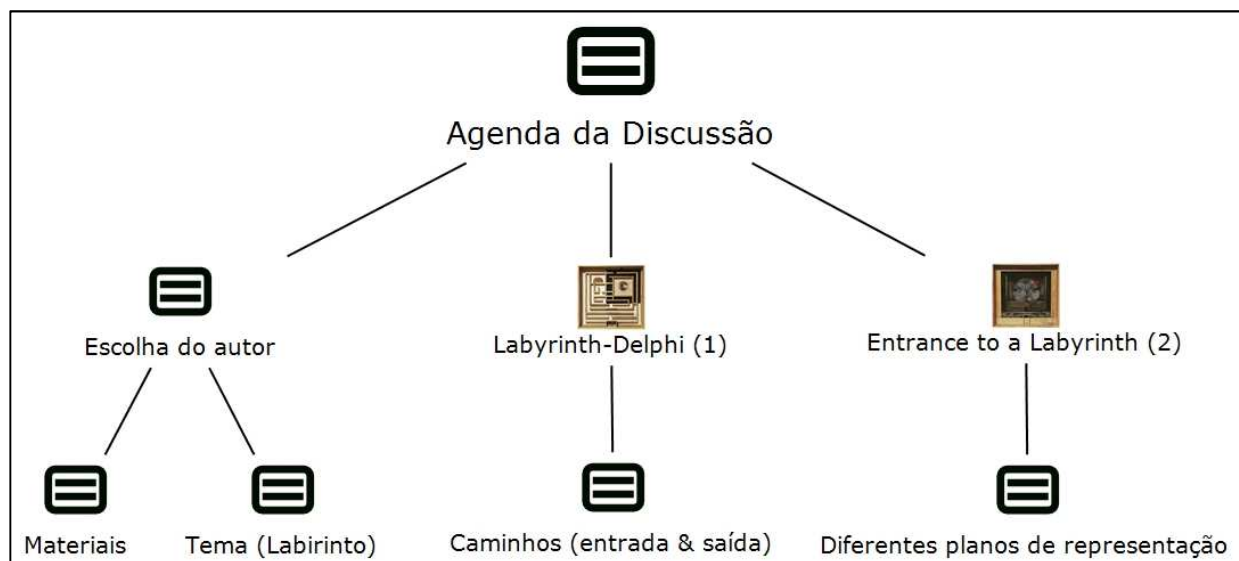 Agenda da Discussão
Escolha do autor
Labyrinth-Delphi (1)
Entrance to a Labyrinth (2)
Materiais
Tema (Labirinto)
Caminhos (entrada & saída)
Diferentes planos de representação